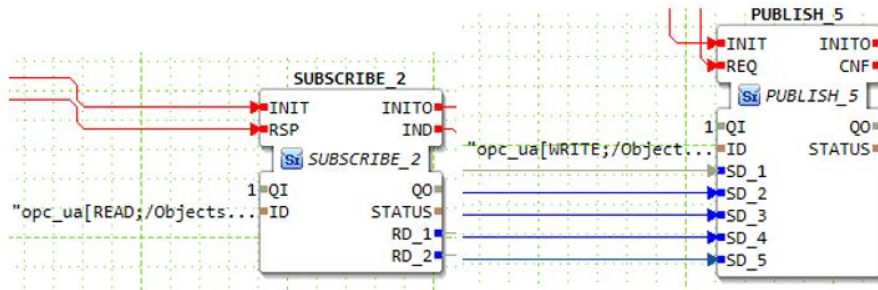 SUBSCRIBE_2
INIT INITO
RSP IND
SUBSCRIBE_2
1 QI QO
"opc_ua[READ;/Objects... ID STATUS
RD_1
RD_2
PUBLISH_5
INIT INITO
REQ CNF
PUBLISH_5
1 QI QO
"opc_ua[WRITE;/Object... ID STATUS
SD_1
SD_2
SD_3
SD_4
SD_5